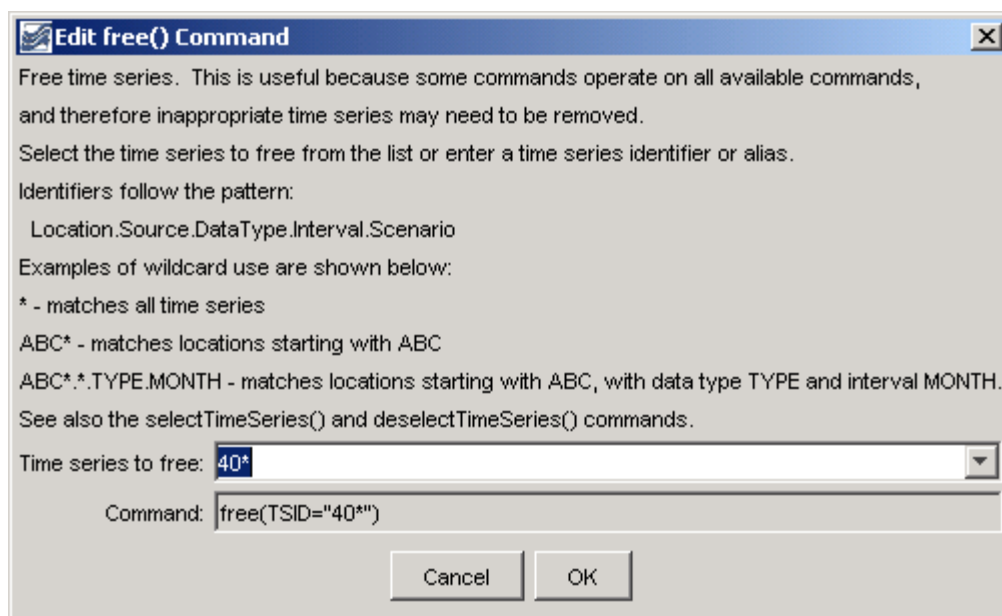 Edit free() Command
Free time series. This is useful because some commands operate on all available commands,
and therefore inappropriate time series may need to be removed.
Select the time series to free from the list or enter a time series identifier or alias.
Identifiers follow the pattern:
Location.Source.DataType.Interval.Scenario
Examples of wildcard use are shown below:
* - matches all time series
ABC* - matches locations starting with ABC
ABC*.*.TYPE.MONTH - matches locations starting with ABC, with data type TYPE and interval MONTH.
See also the selectTimeSeries() and deselectTimeSeries() commands.
Time series to free: 40*
Command: free(TSID="40*")
Cancel OK